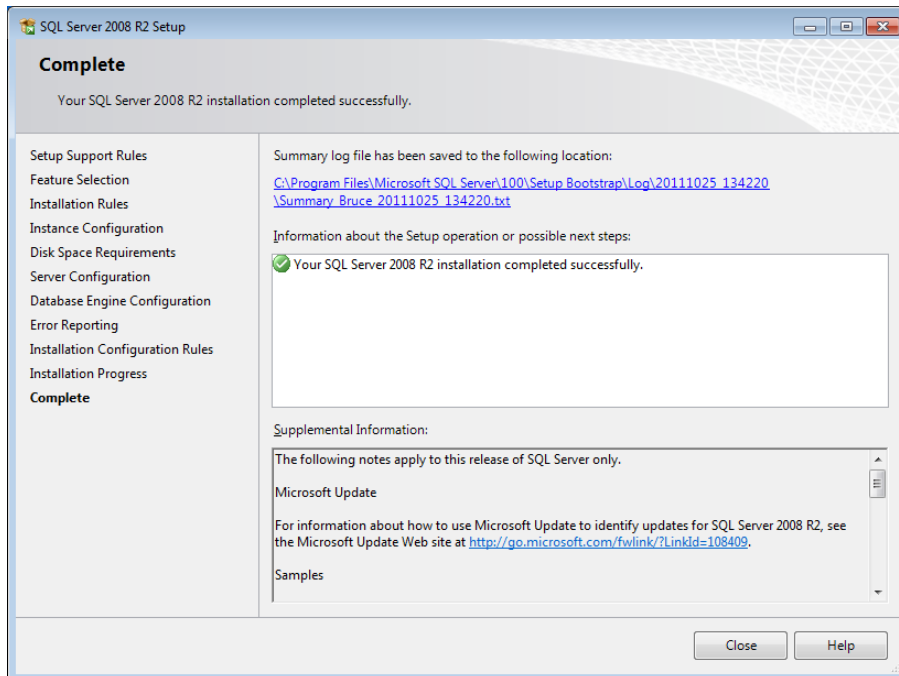 SQL Server 2008 R2 Setup
Complete
Your SQL Server 2008 R2 installation completed successfully.
Setup Support Rules
Feature Selection
Installation Rules
Instance Configuration
Disk Space Requirements
Server Configuration
Database Engine Configuration
Error Reporting
Installation Configuration Rules
Installation Progress
Complete
Summary log file has been saved to the following location:
C:\Program Files\Microsoft SQL Server\100\Setup Bootstrap\Log\20111025_134220
\Summary_Bruce_20111025_134220.txt
Information about the Setup operation or possible next steps:
Your SQL Server 2008 R2 installation completed successfully.
Supplemental Information:
The following notes apply to this release of SQL Server only.
Microsoft Update
For information about how to use Microsoft Update to identify updates for SQL Server 2008 R2, see
the Microsoft Update Web site at http://go.microsoft.com/fwlink/?LinkId=108409.
Samples
Close
Help